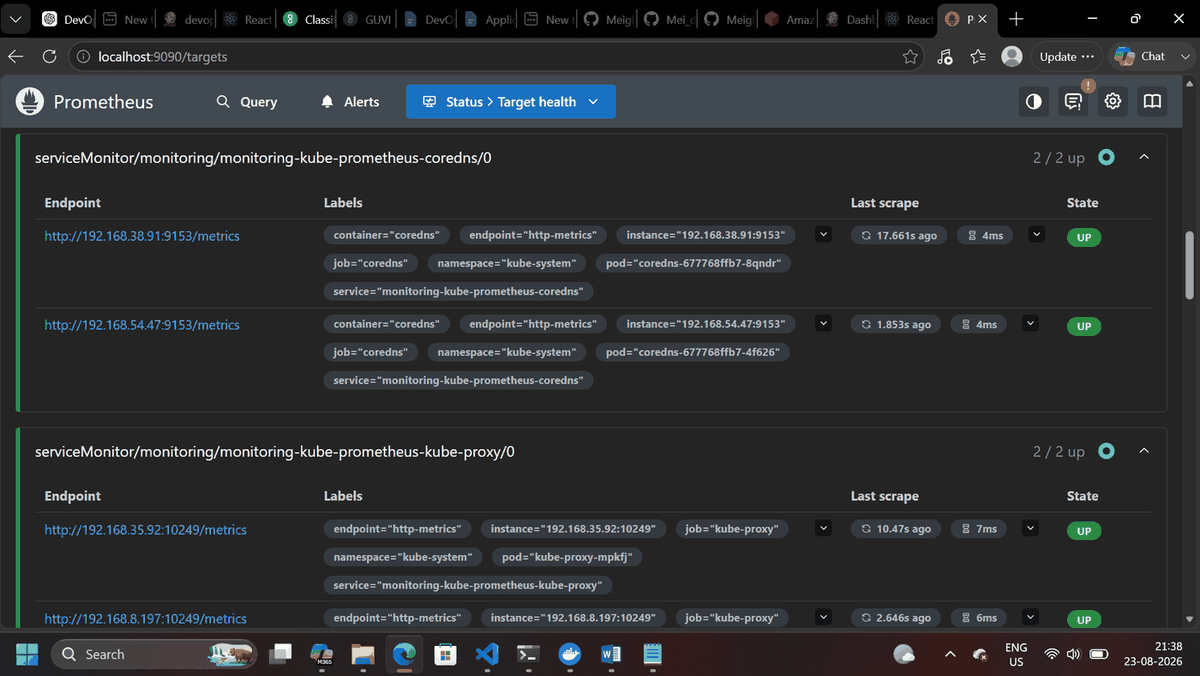 DevO
New t
devop
React
Classi
GUVI
DevO
Applic
New t
Meigl
Mei_d
Meigl
Amaz
Dashl
React
P
localhost:9090/targets
Update
Chat
Prometheus
Query
Alerts
Status > Target health
serviceMonitor/monitoring/monitoring-kube-prometheus-coredns/0
2 / 2 up
Endpoint Labels Last scrape State
http://192.168.38.91:9153/metrics container="coredns" endpoint="http-metrics" instance="192.168.38.91:9153" 17.661s ago 4ms UP
job="coredns" namespace="kube-system" pod="coredns-677768ffb7-8qndr"
service="monitoring-kube-prometheus-coredns"
http://192.168.54.47:9153/metrics container="coredns" endpoint="http-metrics" instance="192.168.54.47:9153" 1.853s ago 4ms UP
job="coredns" namespace="kube-system" pod="coredns-677768ffb7-4f626"
service="monitoring-kube-prometheus-coredns"
serviceMonitor/monitoring/monitoring-kube-prometheus-kube-proxy/0
2 / 2 up
Endpoint Labels Last scrape State
http://192.168.35.92:10249/metrics endpoint="http-metrics" instance="192.168.35.92:10249" job="kube-proxy" 10.47s ago 7ms UP
namespace="kube-system" pod="kube-proxy-mpkfj"
service="monitoring-kube-prometheus-kube-proxy"
http://192.168.8.197:10249/metrics endpoint="http-metrics" instance="192.168.8.197:10249" job="kube-proxy" 2.646s ago 6ms UP
Search
M365
ENG
US
21:38
23-08-2026